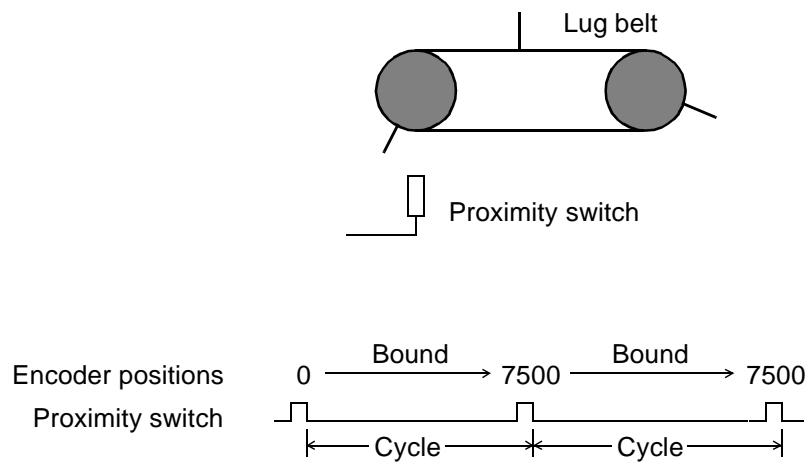 Lug belt
Proximity switch
Bound Bound
Encoder positions 0 7500 7500
Proximity switch
Cycle Cycle